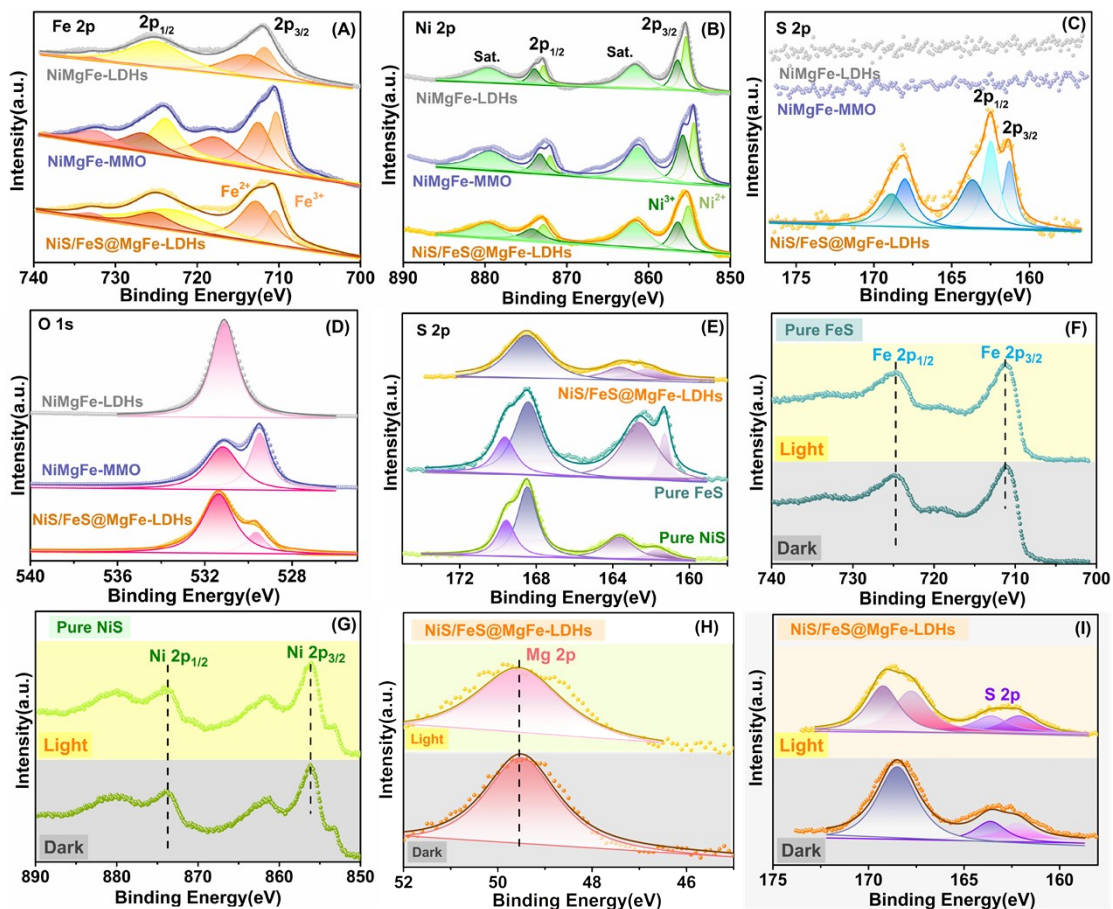 Fe 2p
2p1/2
2p3/2
(A)
NiMgFe-LDHs
NiMgFe-MMO
Fe2+
Fe3+
NiS/FeS@MgFe-LDHs
Intensity(a.u.)
740 730 720 710 700
Binding Energy(eV)
Ni 2p
2p3/2
(B)
Sat.
2p1/2
Sat.
NiMgFe-LDHs
NiMgFe-MMO
Ni3+
Ni2+
NiS/FeS@MgFe-LDHs
Intensity(a.u.)
890 880 870 860 850
Binding Energy(eV)
S 2p
(C)
NiMgFe-LDHs
NiMgFe-MMO
2p1/2
2p3/2
NiS/FeS@MgFe-LDHs
Intensity(a.u.)
175 170 165 160
Binding Energy(eV)
O 1s
(D)
NiMgFe-LDHs
NiMgFe-MMO
NiS/FeS@MgFe-LDHs
Intensity(a.u.)
540 536 532 528
Binding Energy(eV)
S 2p
(E)
NiS/FeS@MgFe-LDHs
Pure FeS
Pure NiS
Intensity(a.u.)
172 168 164 160
Binding Energy(eV)
Pure FeS
(F)
Fe 2p1/2
Fe 2p3/2
Light
Dark
Intensity(a.u.)
740 730 720 710 700
Binding Energy(eV)
Pure NiS
(G)
Ni 2p1/2
Ni 2p3/2
Light
Dark
Intensity(a.u.)
890 880 870 860 850
Binding Energy(eV)
NiS/FeS@MgFe-LDHs
(H)
Mg 2p
Light
Dark
Intensity(a.u.)
52 50 48 46
Binding Energy(eV)
NiS/FeS@MgFe-LDHs
(I)
S 2p
Light
Dark
Intensity(a.u.)
175 170 165 160
Binding Energy(eV)